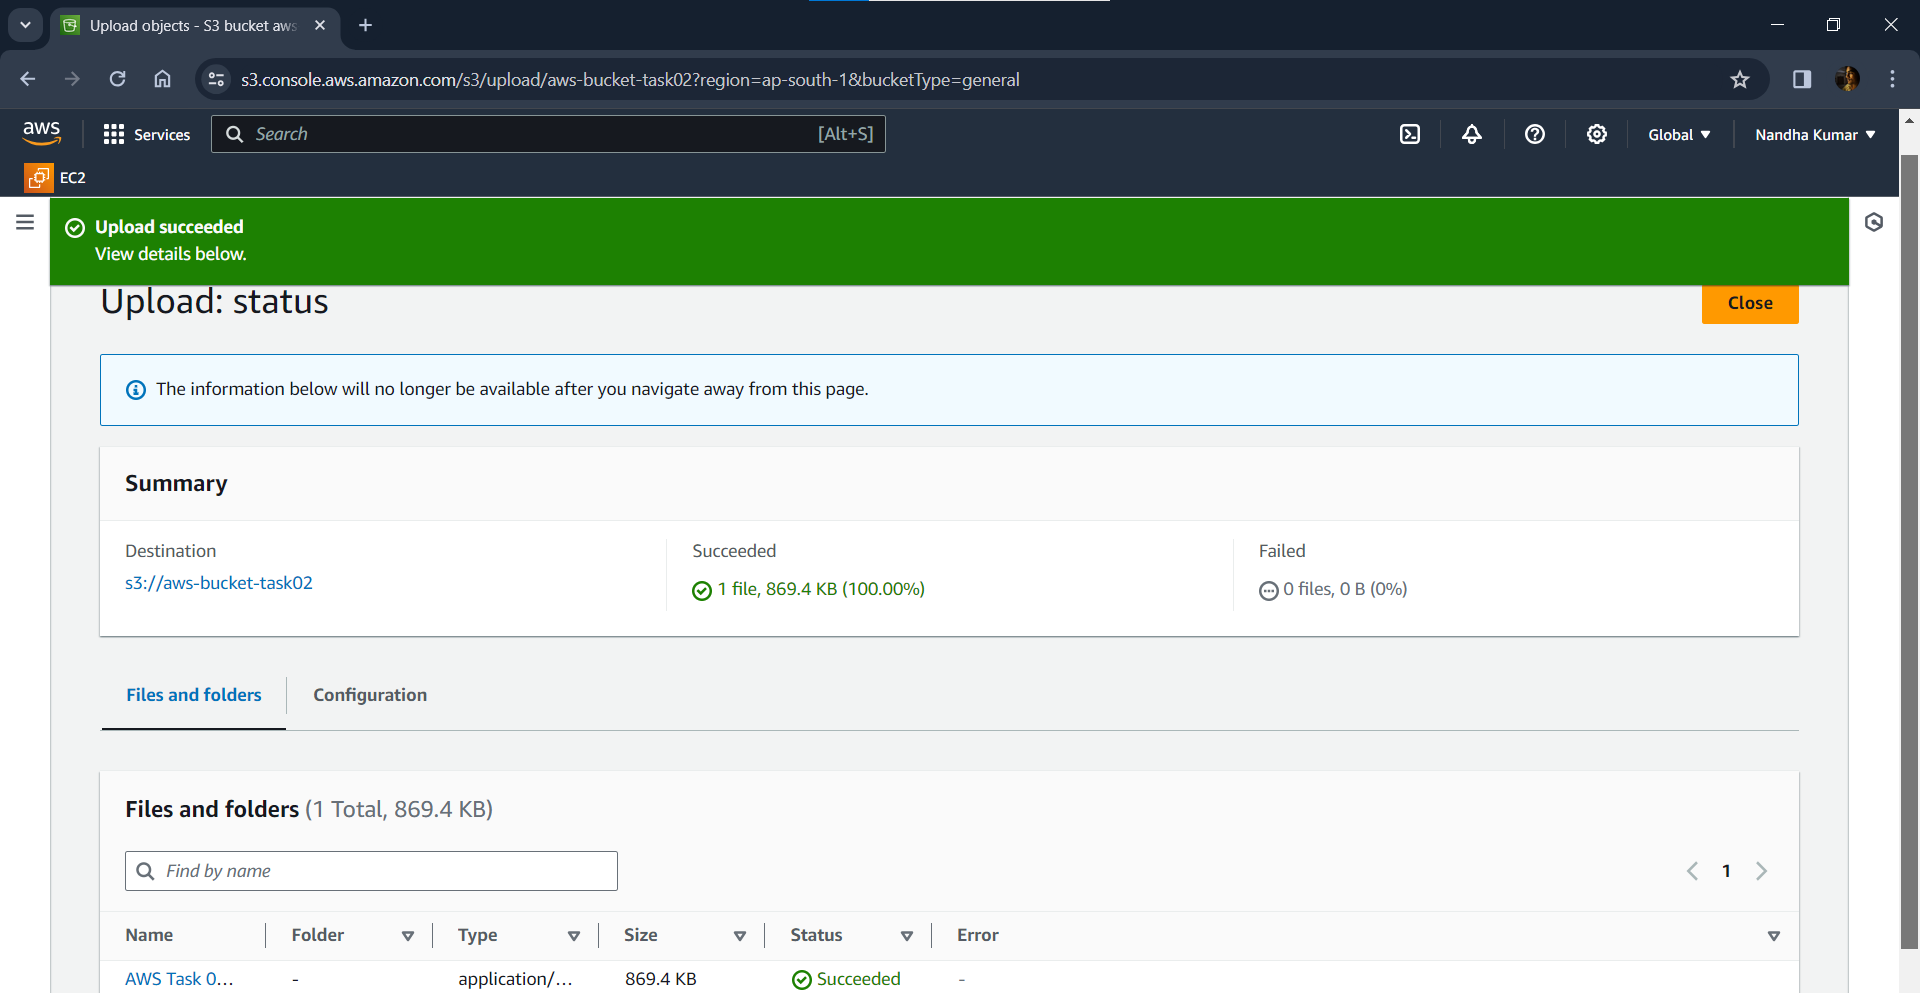 Upload objects - S3 bucket aws
s3.console.aws.amazon.com/s3/upload/aws-bucket-task02?region=ap-south-1&bucketType=general
aws
Services
Search
[Alt+S]
Global
Nandha Kumar
EC2
Upload succeeded
View details below.
Upload: status
Close
The information below will no longer be available after you navigate away from this page.
Summary
Destination
s3://aws-bucket-task02
Succeeded
1 file, 869.4 KB (100.00%)
Failed
0 files, 0 B (0%)
Files and folders
Configuration
Files and folders (1 Total, 869.4 KB)
Find by name
1
Name
Folder
Type
Size
Status
Error
AWS Task 0...
-
application/...
869.4 KB
Succeeded
-